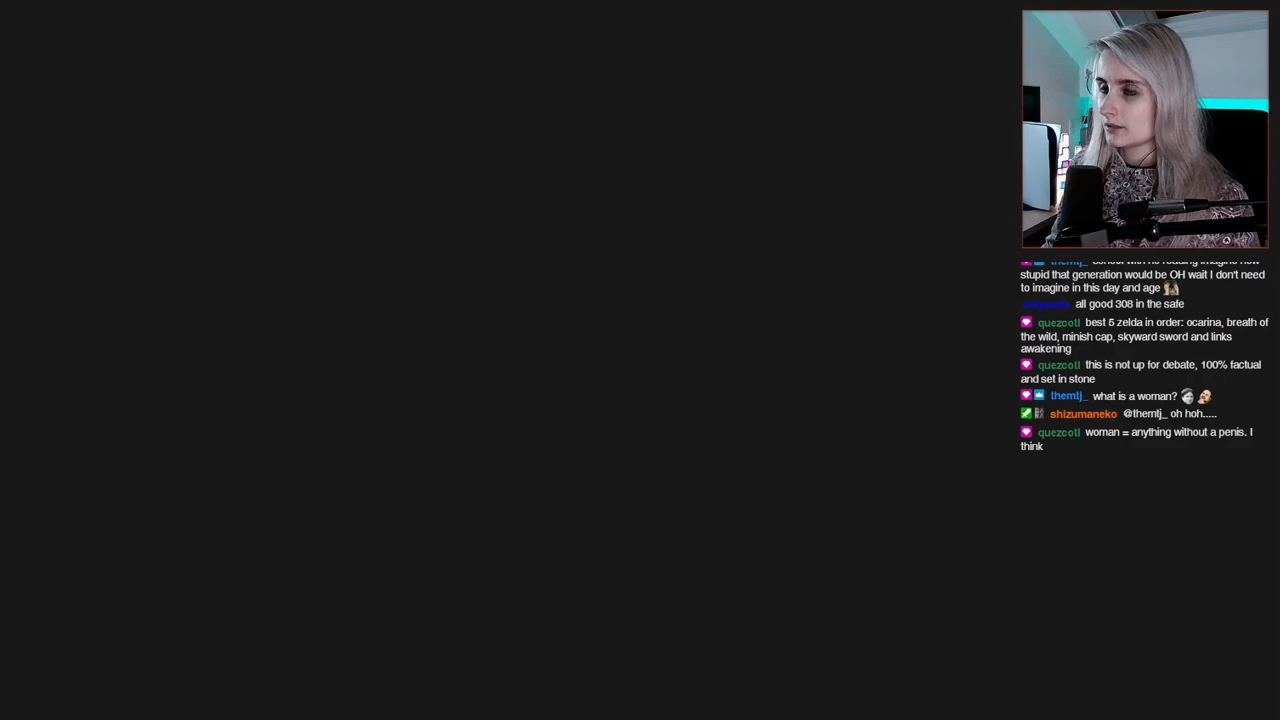 themtj_
stupid that generation would be OH wait I don't need
to imagine in this day and age
all good 308 in the safe
quezcotl best 5 zelda in order: ocarina, breath of
the wild, minish cap, skyward sword and links
awakening
quezcotl this is not up for debate, 100% factual
and set in stone
themtj_ what is a woman?
shizumaneko @themtj_ oh hoh.....
quezcotl woman = anything without a penis. I
think